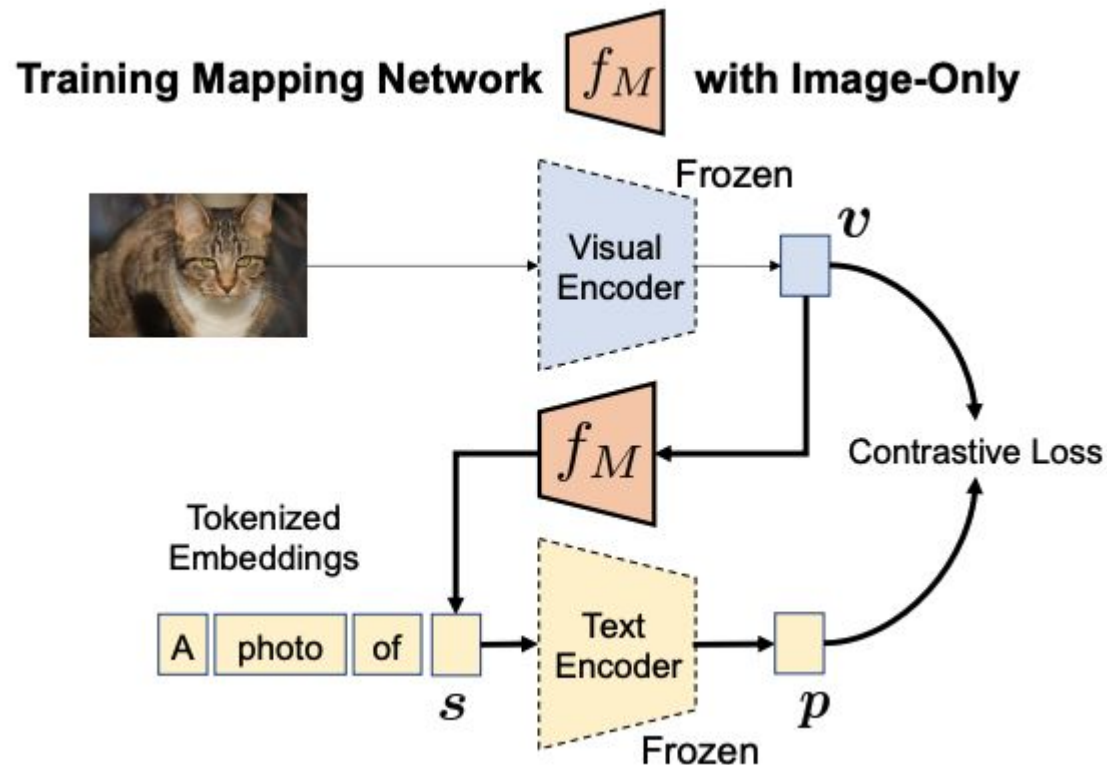 Training Mapping Network f_M with Image-Only
Frozen
Visual
Encoder
v
f_M
Contrastive Loss
Tokenized
Embeddings
A photo of
Text
Encoder
s
p
Frozen